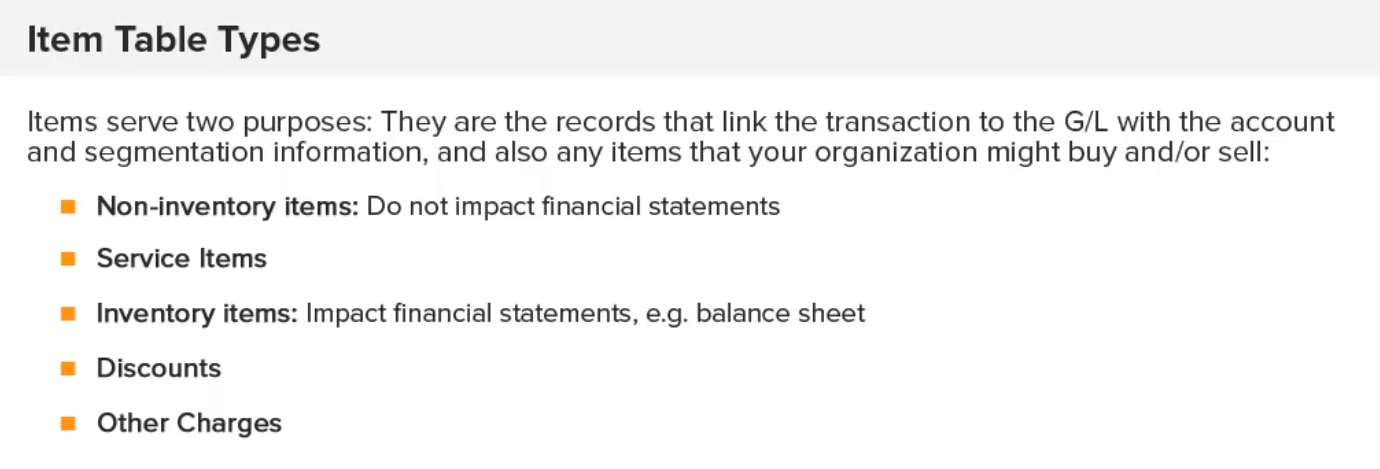 Item Table Types
Items serve two purposes: They are the records that link the transaction to the G/L with the account
and segmentation information, and also any items that your organization might buy and/or sell:
Non-inventory items: Do not impact financial statements
Service Items
Inventory items: Impact financial statements, e.g. balance sheet
Discounts
Other Charges